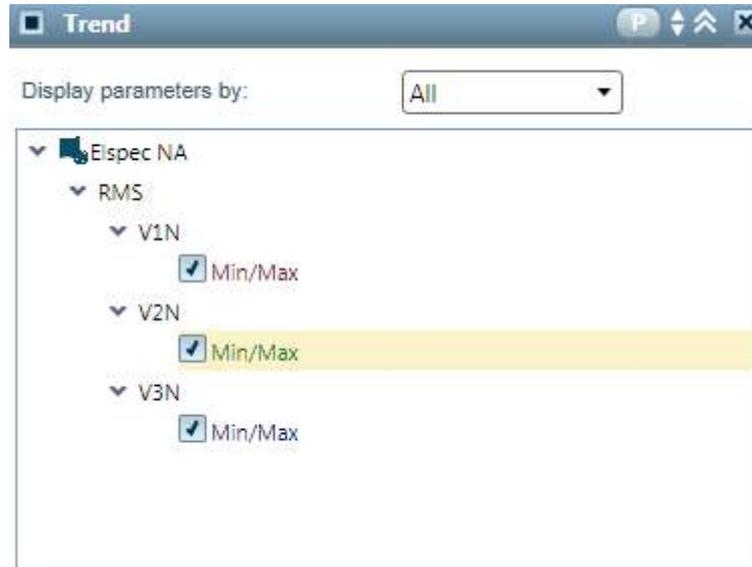 Trend P
Display parameters by: All
Elspec NA
RMS
V1N
Min/Max
V2N
Min/Max
V3N
Min/Max